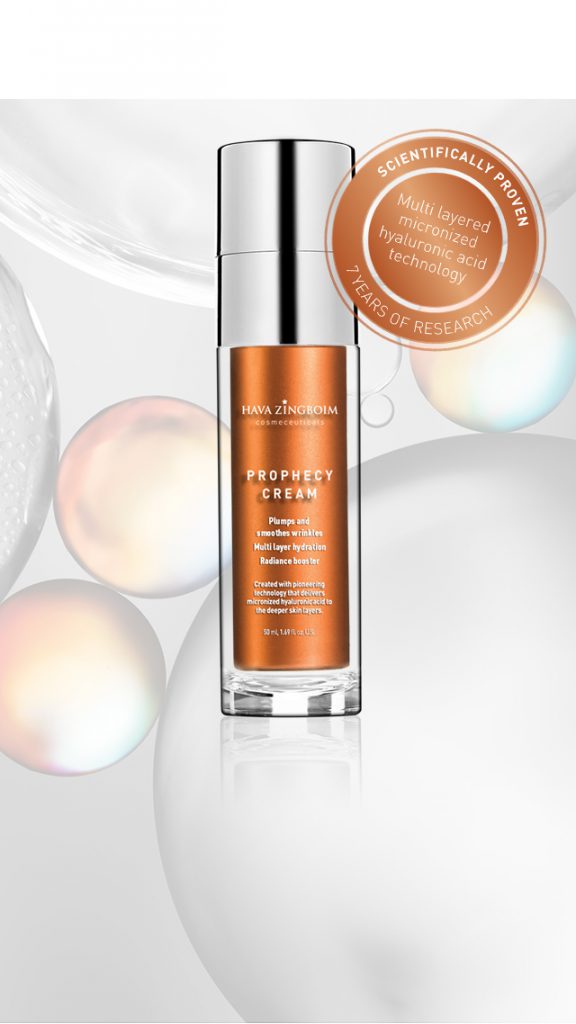 SCIENTIFICALLY PROVEN
Multi layered
micronized
hyaluronic acid
technology
7 YEARS OF RESEARCH
HAVA ZINGBOIM
cosmeceuticals
PROPHECY
CREAM
Plumps and
smoothes wrinkles
Multi layer hydration
Radiance booster
Created with pioneering
technology that delivers
micronized hyaluronic acid to
the deeper skin layers.
50 ml, 1.69 fl oz. U.S.